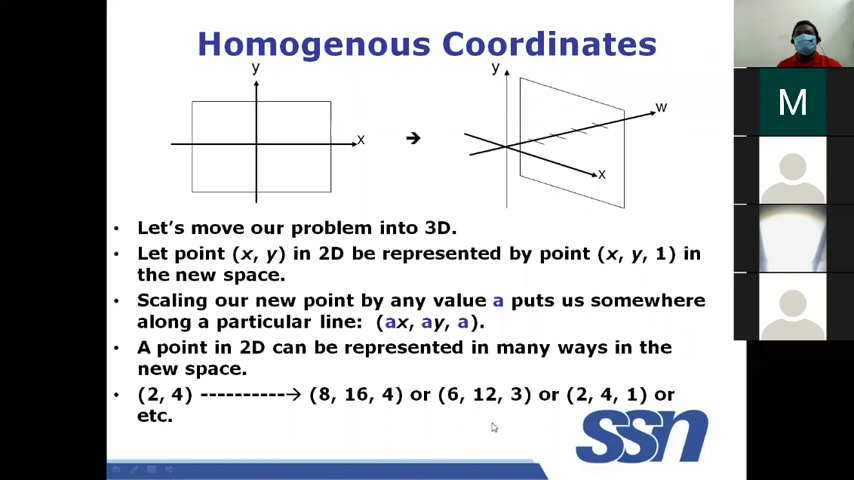 Homogenous Coordinates
y
x
➔
y
w
x
M
• Let's move our problem into 3D.
• Let point (x, y) in 2D be represented by point (x, y, 1) in
the new space.
• Scaling our new point by any value a puts us somewhere
along a particular line: (ax, ay, a).
• A point in 2D can be represented in many ways in the
new space.
• (2, 4) ----------→ (8, 16, 4) or (6, 12, 3) or (2, 4, 1) or
etc.
ssn